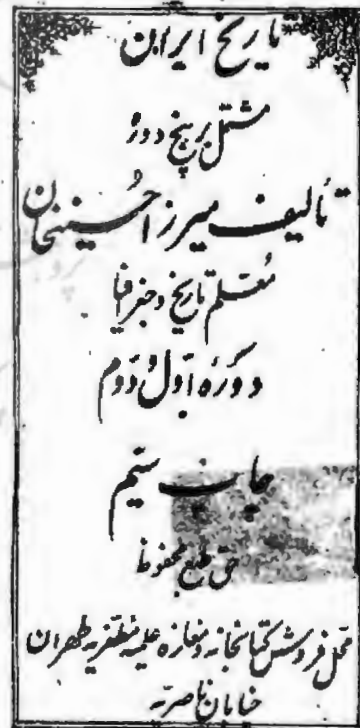 تاریخ ایران
مشتمل بر پنج دوره
تألیف میرزا حسینخان
معلم تاریخ و جغرافیا
دورهٔ اول و دوم
چاپ سیم
حق طبع محفوظ
محل فروش کتابخانه و مغازه علمیه مظفریه طهران
خیابان ناصریه